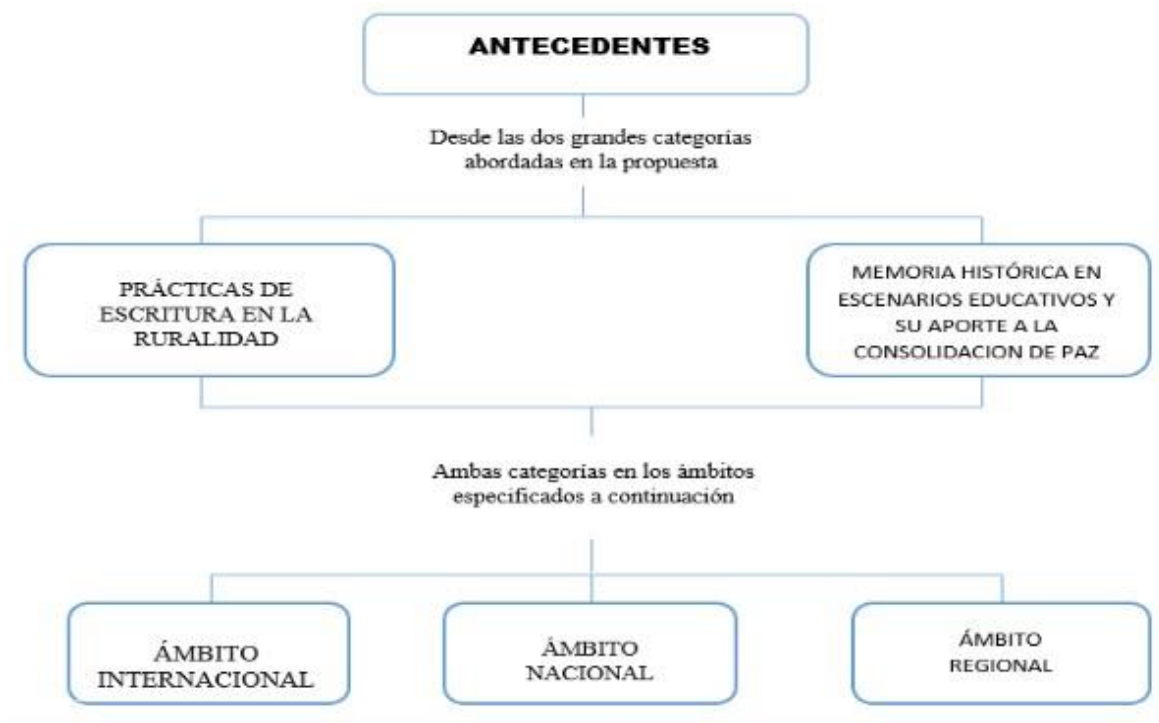 ANTECEDENTES
Desde las dos grandes categorías
abordadas en la propuesta
PRÁCTICAS DE
ESCRITURA EN LA
RURALIDAD
MEMORIA HISTÓRICA EN
ESCENARIOS EDUCATIVOS Y
SU APORTE A LA
CONSOLIDACION DE PAZ
Ambas categorías en los ámbitos
especificados a continuación
ÁMBITO
INTERNACIONAL
ÁMBITO
NACIONAL
ÁMBITO
REGIONAL